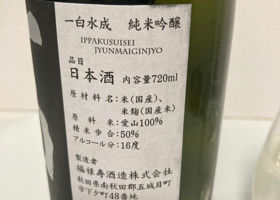 一白水成 純米吟醸
IPPAKUSUISEI
JYUNMAIGINJYO
品目
日本酒 内容量720ml
原材料名：米(国産)、
米麹(国産米)
原料米：愛山100%
精米歩合：50%
アルコール分：16度
製造者
福禄寿酒造株式会社
秋田県南秋田郡五城目町
字下夕町48番地